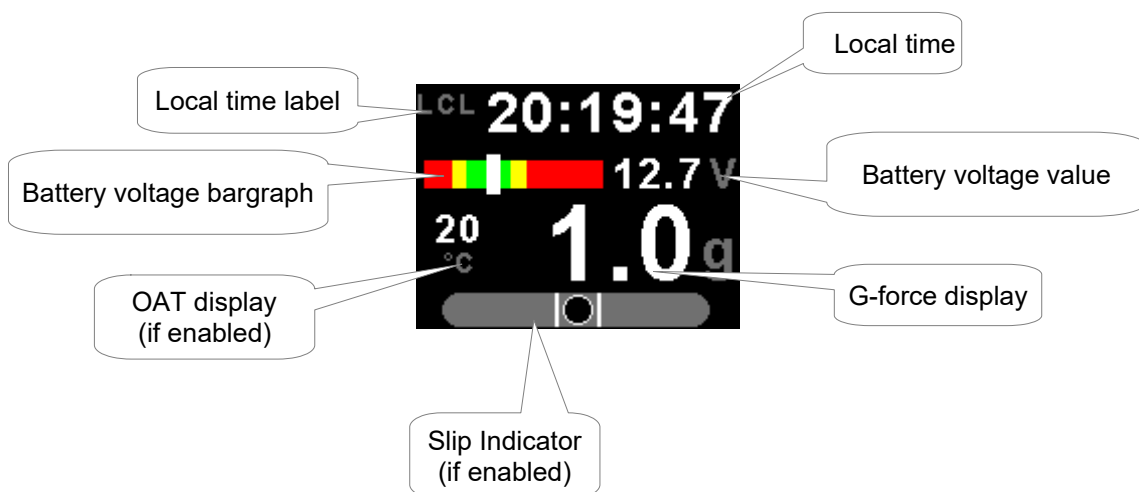 Local time
Local time label
LCL 20:19:47
Battery voltage bargraph
12.7 V
Battery voltage value
20
°C
1.0 g
OAT display
(if enabled)
G-force display
Slip Indicator
(if enabled)